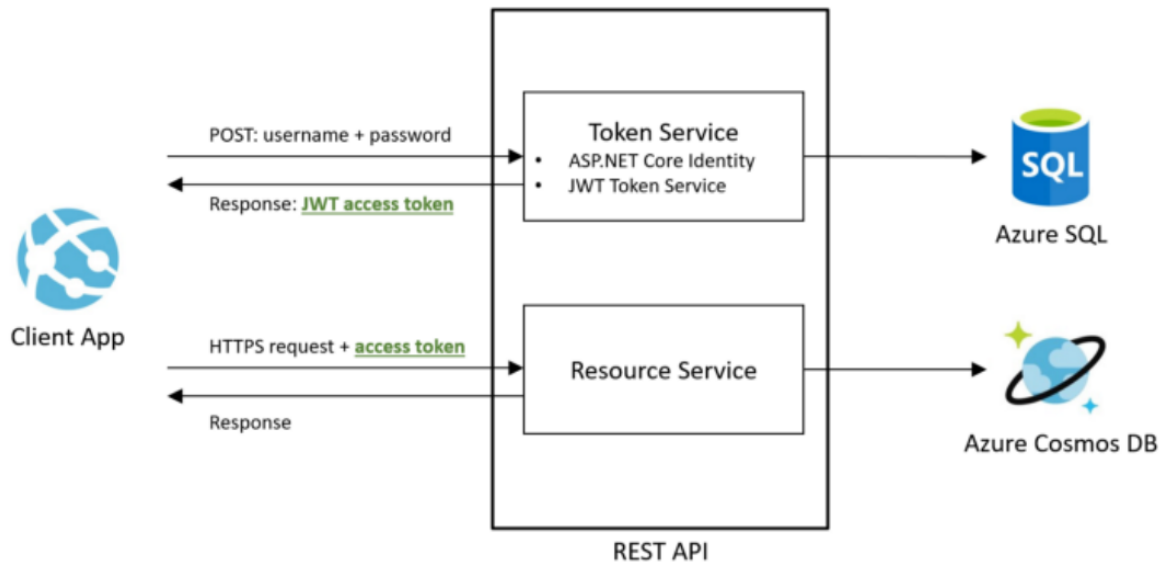 POST: username + password
Response: JWT access token
Client App
HTTPS request + access token
Response
Token Service
• ASP.NET Core Identity
• JWT Token Service
Resource Service
REST API
SQL
Azure SQL
Azure Cosmos DB